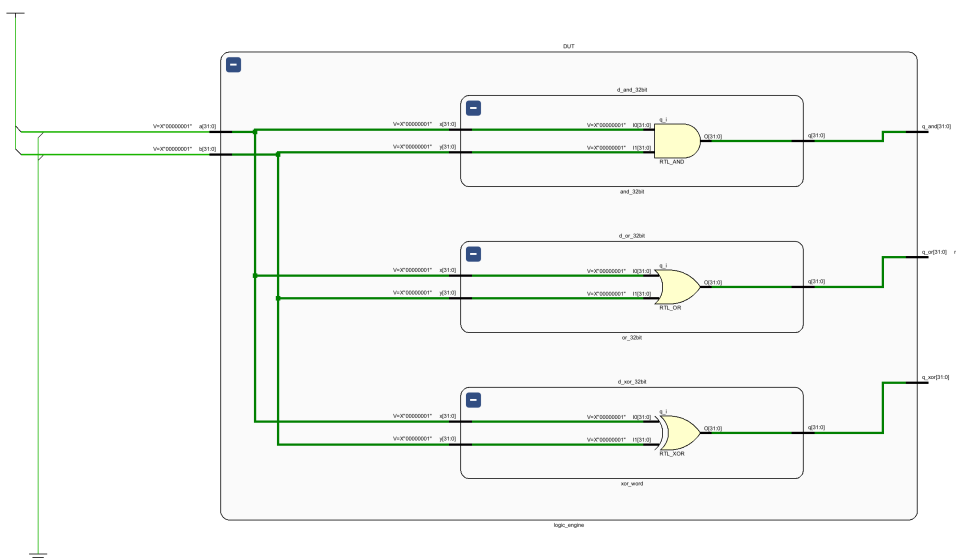 DUT
d_and_32bit
V=X"00000001" a[31:0]
V=X"00000001" x[31:0]
V=X"00000001" I0[31:0]
q_i
O[31:0]
q[31:0]
q_and[31:0]
V=X"00000001" b[31:0]
V=X"00000001" y[31:0]
V=X"00000001" I1[31:0]
RTL_AND
and_32bit
d_or_32bit
V=X"00000001" x[31:0]
V=X"00000001" I0[31:0]
q_i
O[31:0]
q[31:0]
q_or[31:0] r
V=X"00000001" y[31:0]
V=X"00000001" I1[31:0]
RTL_OR
or_32bit
d_xor_32bit
V=X"00000001" x[31:0]
V=X"00000001" I0[31:0]
q_i
O[31:0]
q[31:0]
q_xor[31:0]
V=X"00000001" y[31:0]
V=X"00000001" I1[31:0]
RTL_XOR
xor_word
logic_engine